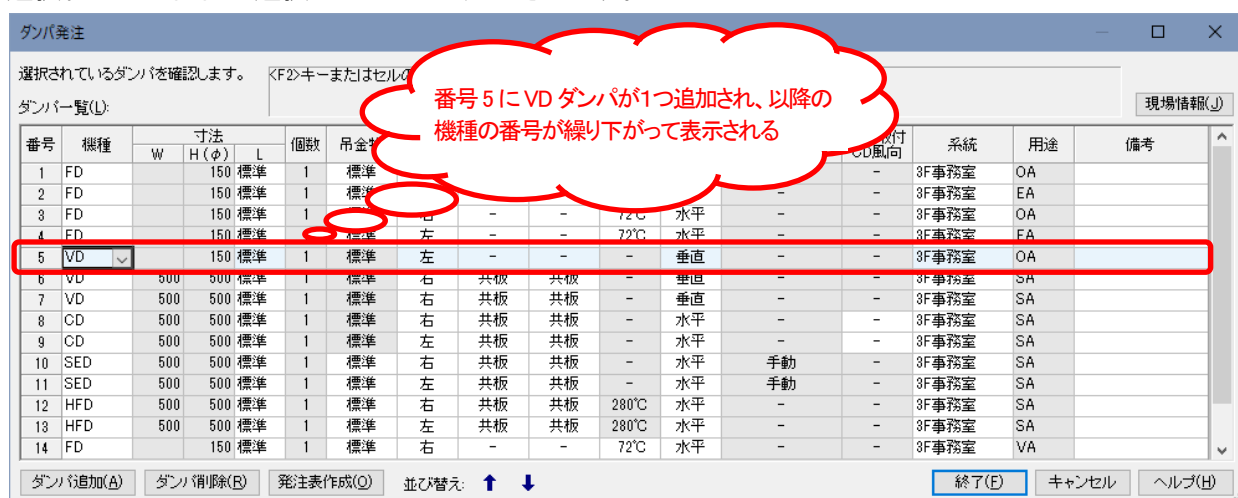 ダンパ発注
選択されているダンパを確認します。 <F2>キーまたはセルの
ダンパ一覧(L):
現場情報(J)
番号5にVDダンパが1つ追加され、以降の
機種の番号が繰り下がって表示される
番号 機種 寸法 個数 吊金 取付 系統 用途 備考
W H(φ) L CD風向
1 FD 150 標準 1 標準 - 3F事務室 OA
2 FD 150 標準 1 標準 - - 3F事務室 EA
3 FD 150 標準 1 標準 右 - - 72℃ 水平 - - 3F事務室 OA
4 FD 150 標準 1 標準 左 - - 72℃ 水平 - - 3F事務室 EA
5 VD 150 標準 1 標準 左 - - - 垂直 - - 3F事務室 OA
6 VD 500 500 標準 1 標準 右 共板 共板 - 垂直 - - 3F事務室 SA
7 VD 500 500 標準 1 標準 右 共板 共板 - 垂直 - - 3F事務室 SA
8 CD 500 500 標準 1 標準 右 共板 共板 - 水平 - - 3F事務室 SA
9 CD 500 500 標準 1 標準 左 共板 共板 - 水平 - - 3F事務室 SA
10 SED 500 500 標準 1 標準 右 共板 共板 - 水平 手動 - 3F事務室 SA
11 SED 500 500 標準 1 標準 左 共板 共板 - 水平 手動 - 3F事務室 SA
12 HFD 500 500 標準 1 標準 右 共板 共板 280℃ 水平 - - 3F事務室 SA
13 HFD 500 500 標準 1 標準 左 共板 共板 280℃ 水平 - - 3F事務室 SA
14 FD 150 標準 1 標準 右 - - 72℃ 水平 - - 3F事務室 VA
ダンパ追加(A) ダンパ削除(R) 発注表作成(O) 並び替え: 終了(F) キャンセル ヘルプ(H)